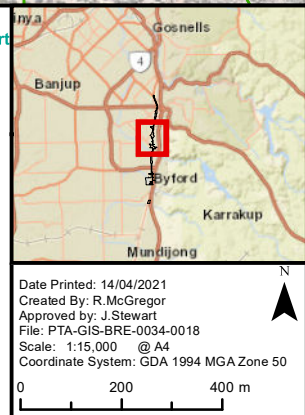 inya
Gosnells
rt
4
Banjup
Byford
Karrakup
Mundijong
Date Printed: 14/04/2021
Created By: R.McGregor
Approved by: J.Stewart
File: PTA-GIS-BRE-0034-0018
Scale: 1:15,000 @ A4
Coordinate System: GDA 1994 MGA Zone 50
N
0 200 400 m